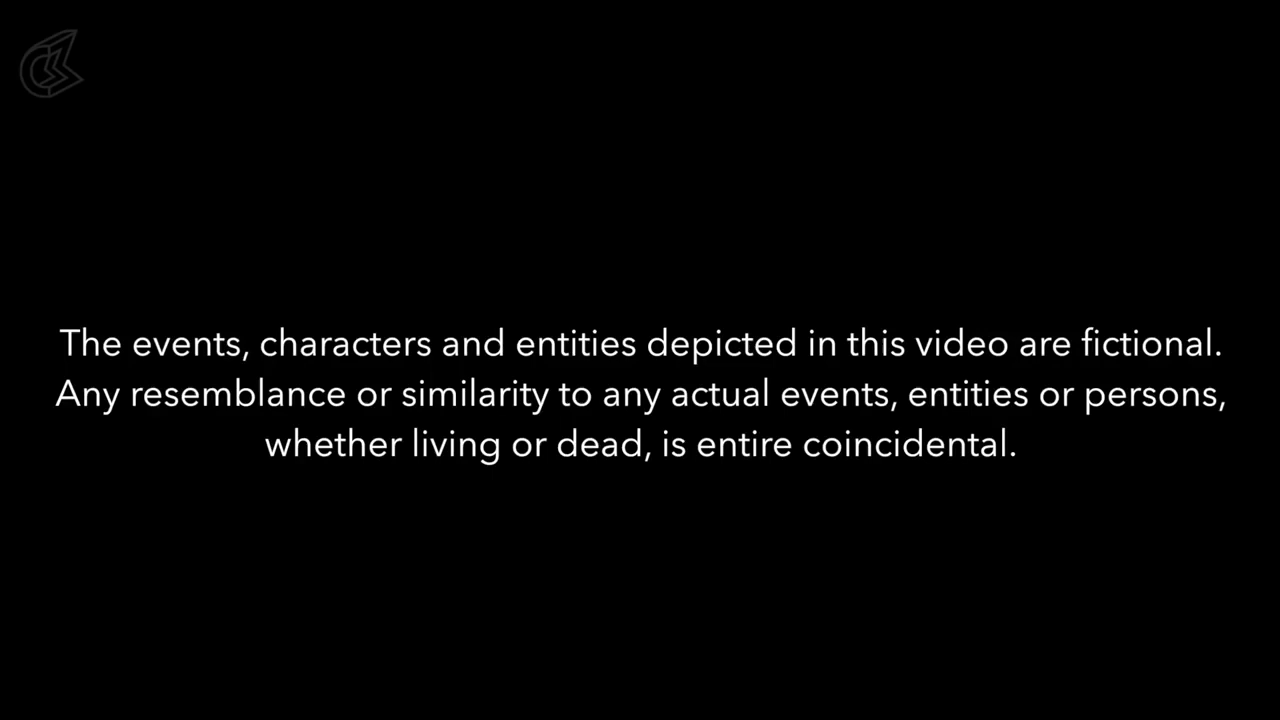 The events, characters and entities depicted in this video are fictional.
Any resemblance or similarity to any actual events, entities or persons,
whether living or dead, is entire coincidental.